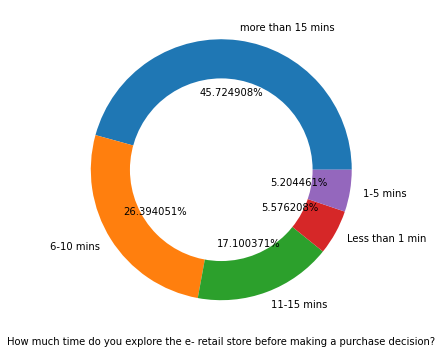 more than 15 mins
45.724908%
5.204461%
1-5 mins
5.576208%
26.394051%
Less than 1 min
17.100371%
6-10 mins
11-15 mins
How much time do you explore the e- retail store before making a purchase decision?